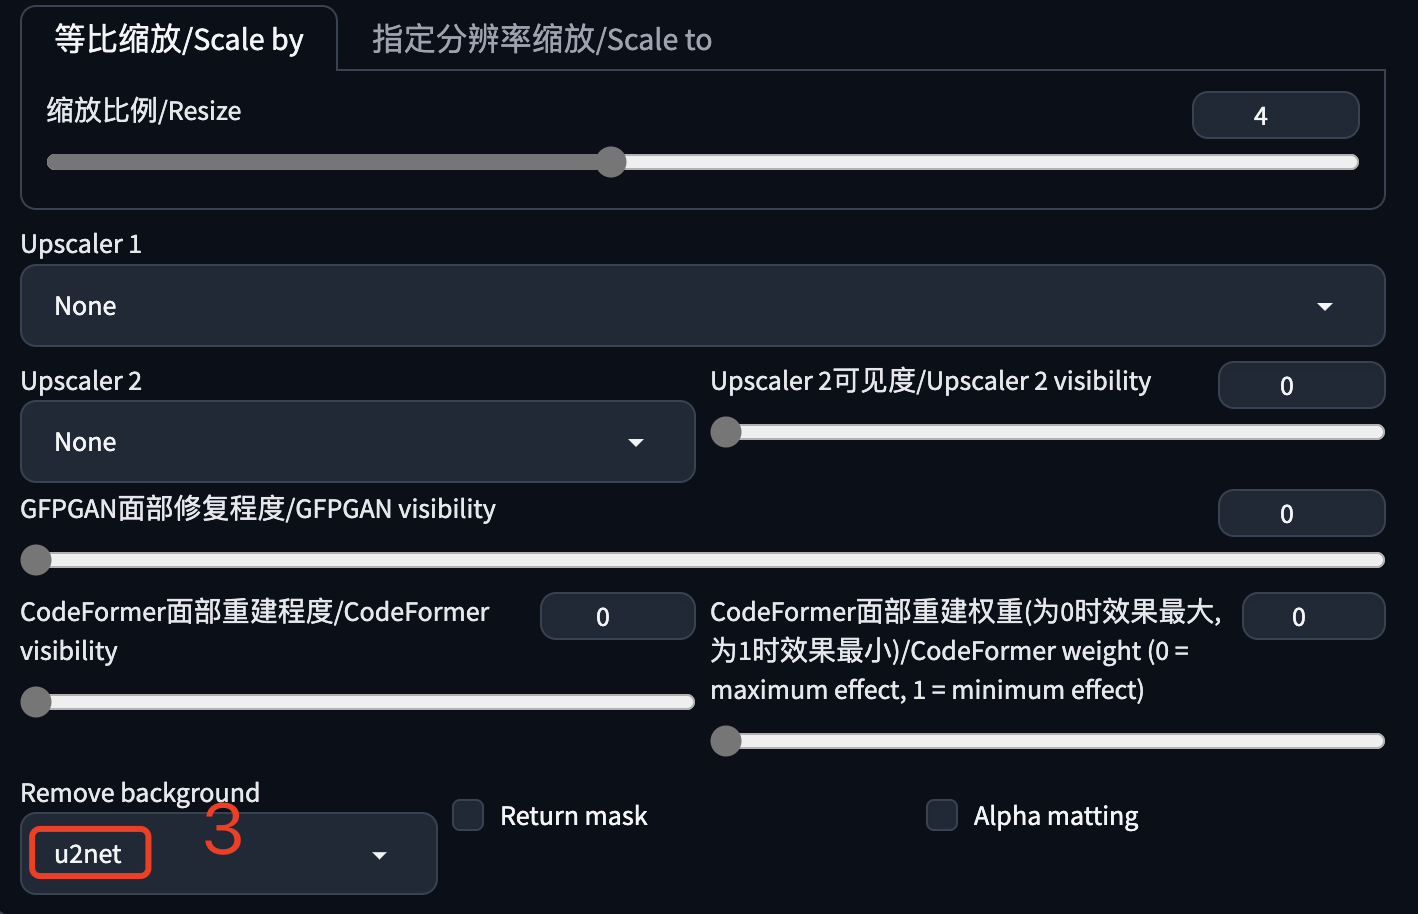 等比缩放/Scale by
指定分辨率缩放/Scale to
缩放比例/Resize
4
Upscaler 1
None
Upscaler 2
None
Upscaler 2可见度/Upscaler 2 visibility
0
GFPGAN面部修复程度/GFPGAN visibility
0
CodeFormer面部重建程度/CodeFormer
visibility
0
CodeFormer面部重建权重(为0时效果最大,
为1时效果最小)/CodeFormer weight (0 =
maximum effect, 1 = minimum effect)
0
Remove background
u2net
3
Return mask
Alpha matting